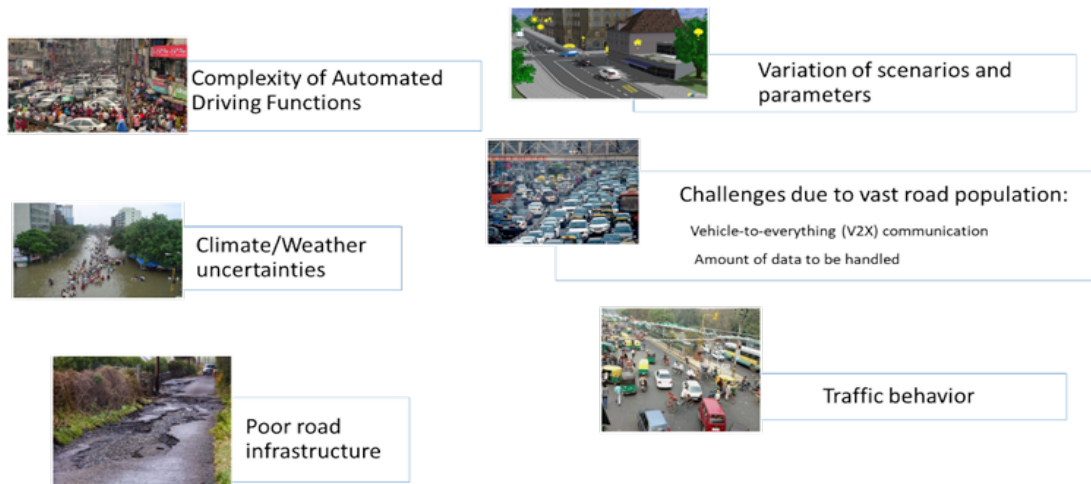 Complexity of Automated
Driving Functions
Climate/Weather
uncertainties
Poor road
infrastructure
Variation of scenarios and
parameters
Challenges due to vast road population:
Vehicle-to-everything (V2X) communication
Amount of data to be handled
Traffic behavior